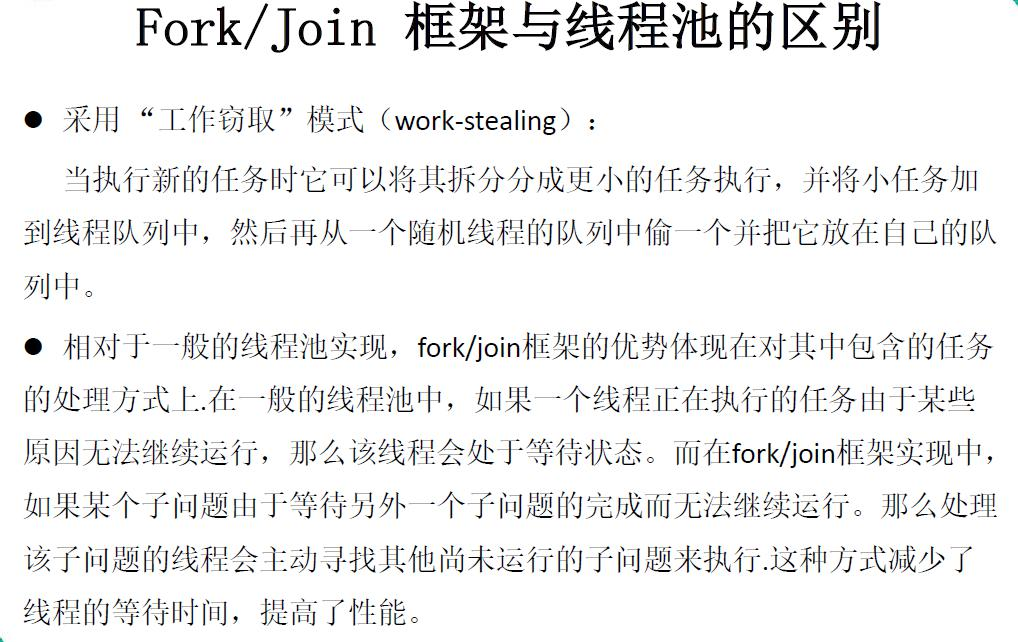 Fork/Join 框架与线程池的区别
● 采用 “工作窃取”模式（work-stealing）：
当执行新的任务时它可以将其拆分分成更小的任务执行，并将小任务加
到线程队列中，然后再从一个随机线程的队列中偷一个并把它放在自己的队
列中。
● 相对于一般的线程池实现，fork/join框架的优势体现在对其中包含的任务
的处理方式上.在一般的线程池中，如果一个线程正在执行的任务由于某些
原因无法继续运行，那么该线程会处于等待状态。而在fork/join框架实现中，
如果某个子问题由于等待另外一个子问题的完成而无法继续运行。那么处理
该子问题的线程会主动寻找其他尚未运行的子问题来执行.这种方式减少了
线程的等待时间，提高了性能。